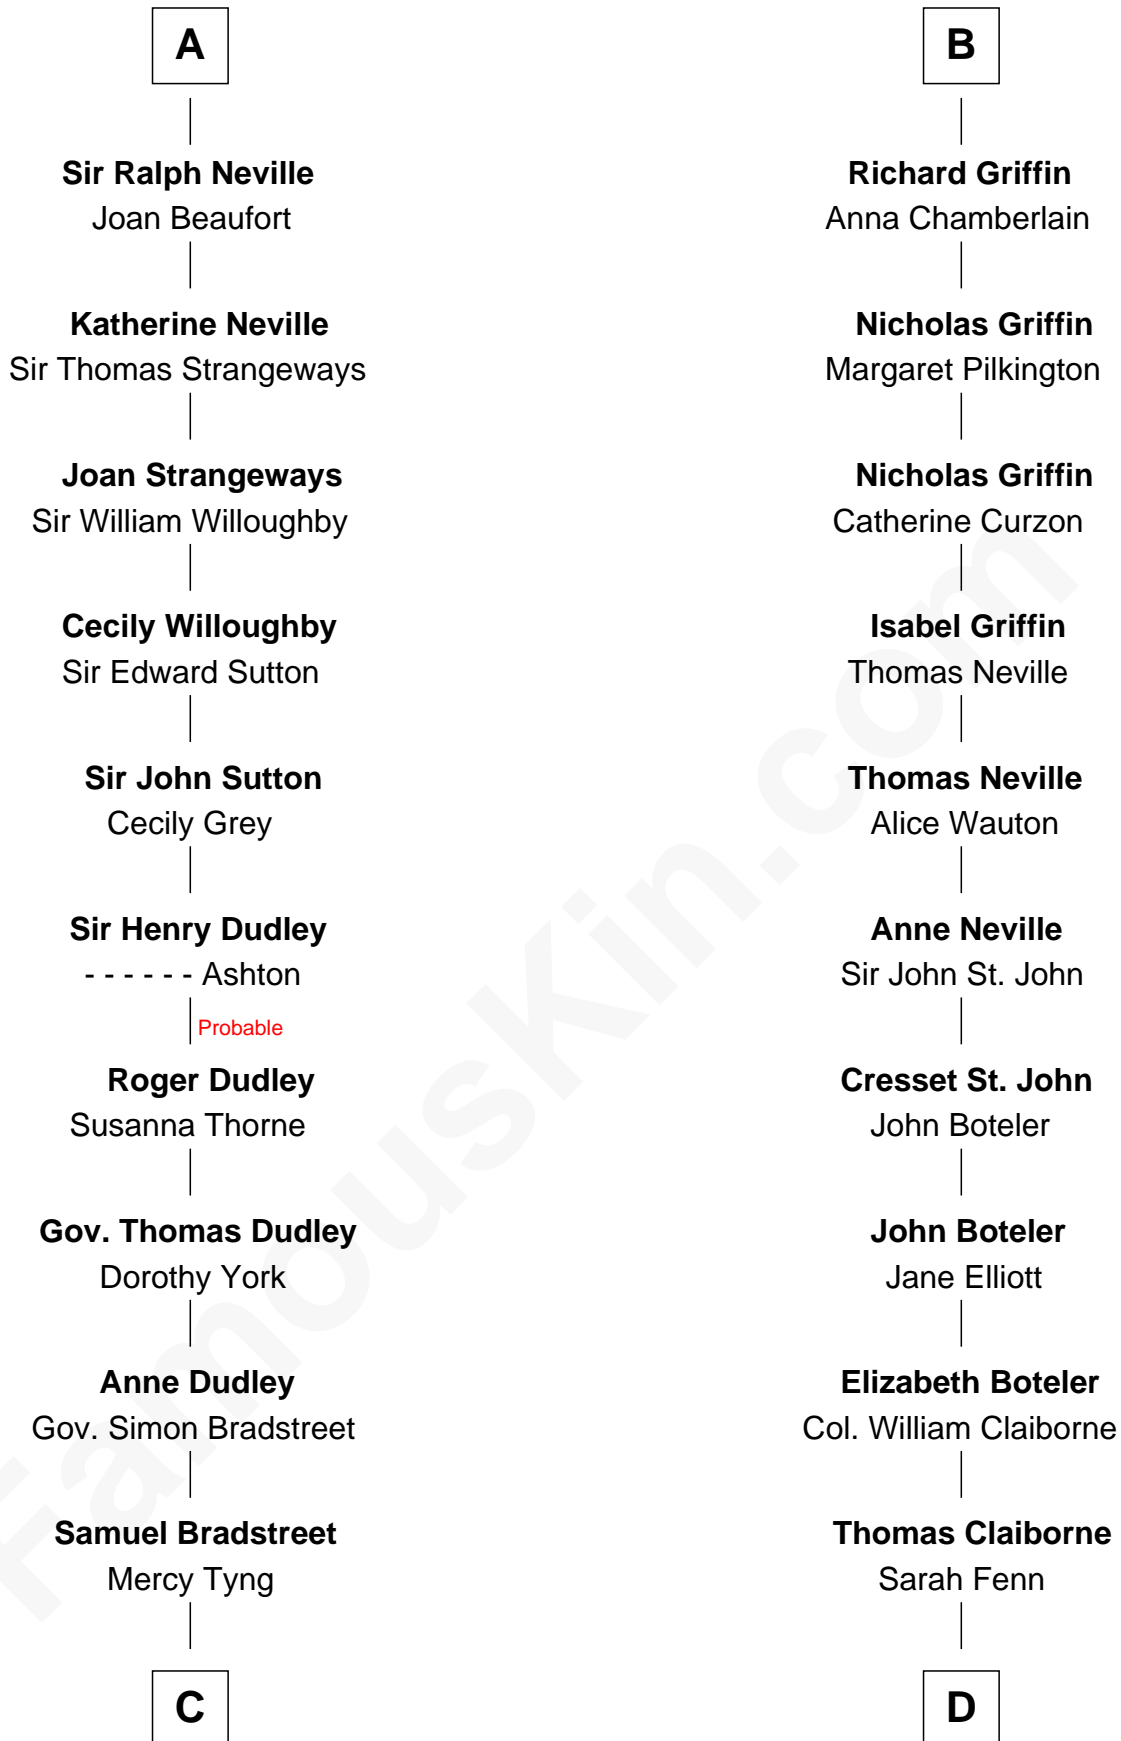 A
Sir Ralph Neville
Joan Beaufort
Katherine Neville
Sir Thomas Strangeways
Joan Strangeways
Sir William Willoughby
Cecily Willoughby
Sir Edward Sutton
Sir John Sutton
Cecily Grey
Sir Henry Dudley
- - - - - - Ashton
Probable
Roger Dudley
Susanna Thorne
Gov. Thomas Dudley
Dorothy York
Anne Dudley
Gov. Simon Bradstreet
Samuel Bradstreet
Mercy Tyng
C
B
Richard Griffin
Anna Chamberlain
Nicholas Griffin
Margaret Pilkington
Nicholas Griffin
Catherine Curzon
Isabel Griffin
Thomas Neville
Thomas Neville
Alice Wauton
Anne Neville
Sir John St. John
Cresset St. John
John Boteler
John Boteler
Jane Elliott
Elizabeth Boteler
Col. William Claiborne
Thomas Claiborne
Sarah Fenn
D
FamousKin.com